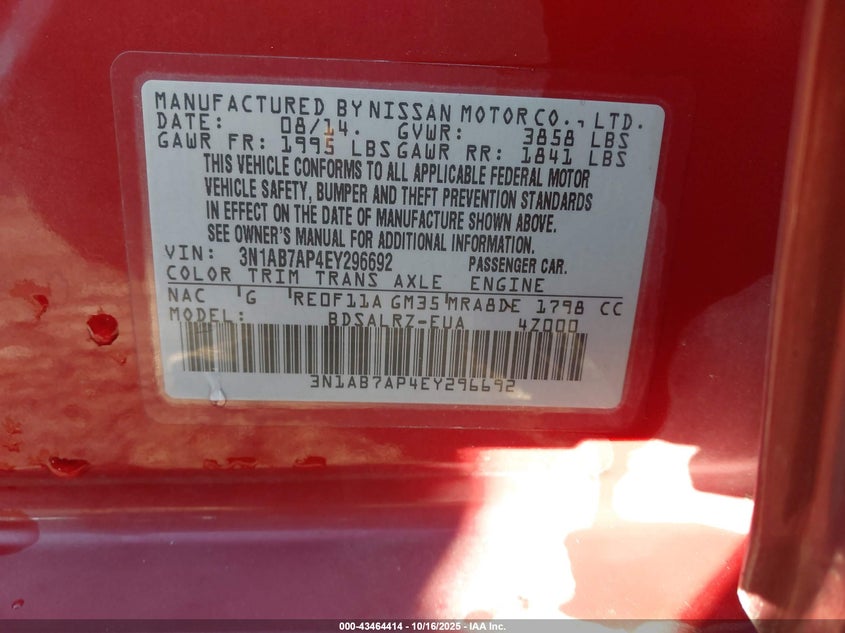 MANUFACTURED BY NISSAN MOTOR CO., LTD.
DATE: 08/14. GVWR: 3858 LBS
GAWR FR: 1995 LBS GAWR RR: 1841 LBS
THIS VEHICLE CONFORMS TO ALL APPLICABLE FEDERAL MOTOR
VEHICLE SAFETY, BUMPER AND THEFT PREVENTION STANDARDS
IN EFFECT ON THE DATE OF MANUFACTURE SHOWN ABOVE.
SEE OWNER'S MANUAL FOR ADDITIONAL INFORMATION.
VIN: 3N1AB7AP4EY296692 PASSENGER CAR.
COLOR TRIM TRANS AXLE ENGINE
NAC G RE0F11A GM35 MRA8DE 1798 CC
MODEL: BDSALRZ-EUA 4Z000
3N1AB7AP4EY296692
000-43464414 - 10/16/2025 - IAA Inc.